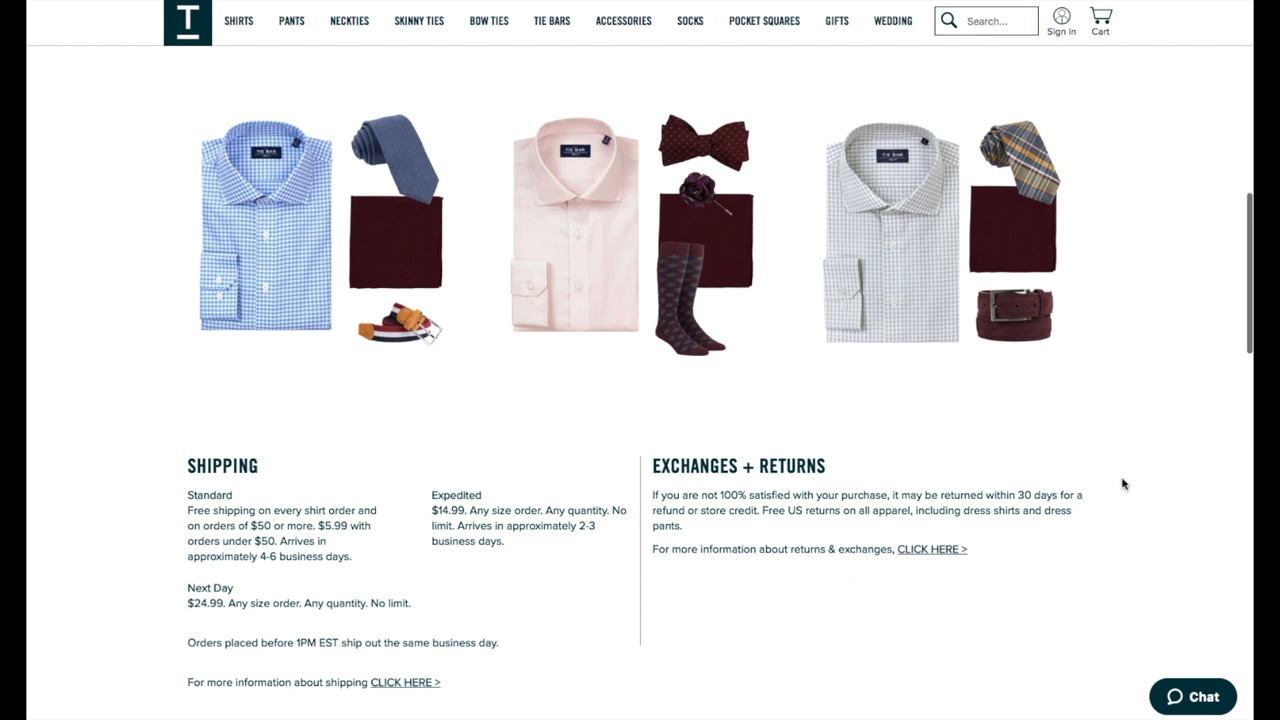 T
SHIRTS PANTS NECKTIES SKINNY TIES BOW TIES TIE BARS ACCESSORIES SOCKS POCKET SQUARES GIFTS WEDDING Search... Sign In Cart
TIE BAR
TIE BAR
TIE BAR
SHIPPING
Standard
Free shipping on every shirt order and
on orders of $50 or more. $5.99 with
orders under $50. Arrives in
approximately 4-6 business days.
Expedited
$14.99. Any size order. Any quantity. No
limit. Arrives in approximately 2-3
business days.
Next Day
$24.99. Any size order. Any quantity. No limit.
Orders placed before 1PM EST ship out the same business day.
For more information about shipping CLICK HERE >
EXCHANGES + RETURNS
If you are not 100% satisfied with your purchase, it may be returned within 30 days for a
refund or store credit. Free US returns on all apparel, including dress shirts and dress
pants.
For more information about returns & exchanges, CLICK HERE >
Chat